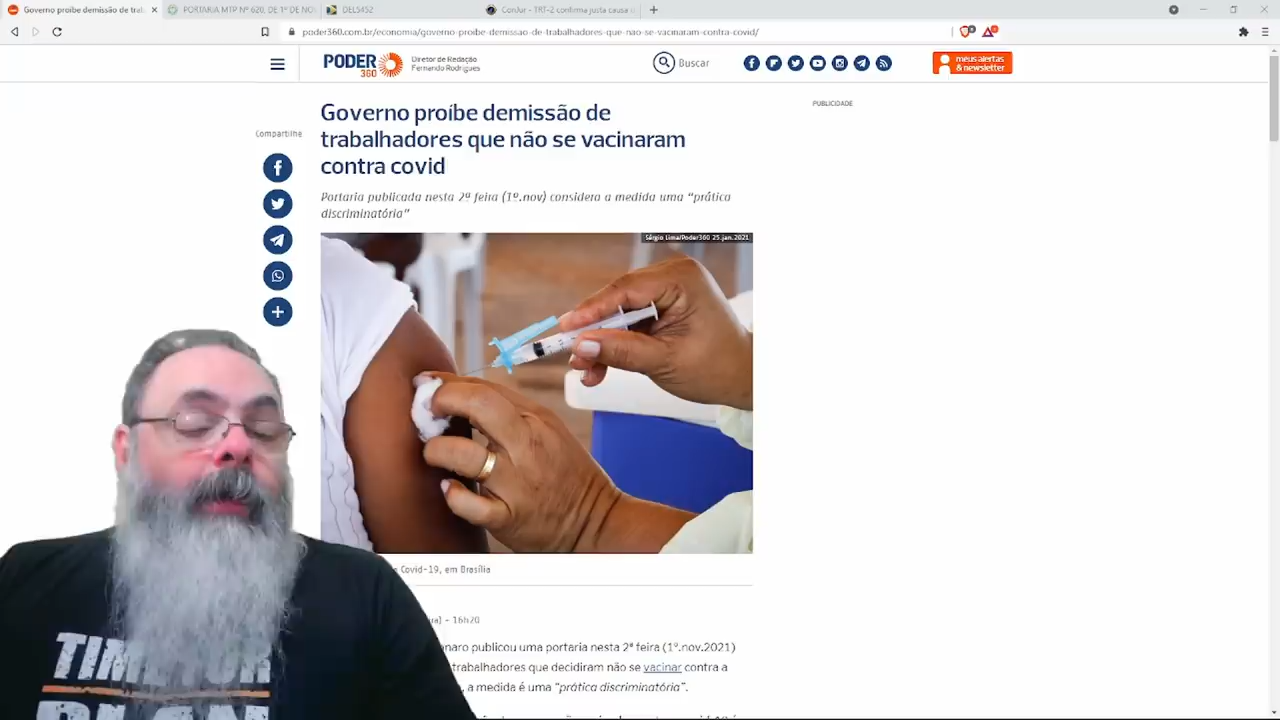 Governo proíbe demissão de trab
PORTARIA MTP Nº 620, DE 1º DE NO
DEL5452
ConJur - TRT-2 confirma justa causa
poder360.com.br/economia/governo-proibe-demissao-de-trabalhadores-que-nao-se-vacinaram-contra-covid/
PODER
360
Diretor de Redação
Fernando Rodrigues
Buscar
meus alertas
& newsletter
Governo proíbe demissão de
trabalhadores que não se vacinaram
contra covid
PUBLICIDADE
Compartilhe
Portaria publicada nesta 2ª feira (1º.nov) considera a medida uma “prática
discriminatória”
Sérgio Lima/Poder360 25.jan.2021
Covid-19, em Brasília
- 16h20
publicou uma portaria nesta 2ª feira (1º.nov.2021)
trabalhadores que decidiram não se vacinar contra a
, a medida é uma “prática discriminatória”.